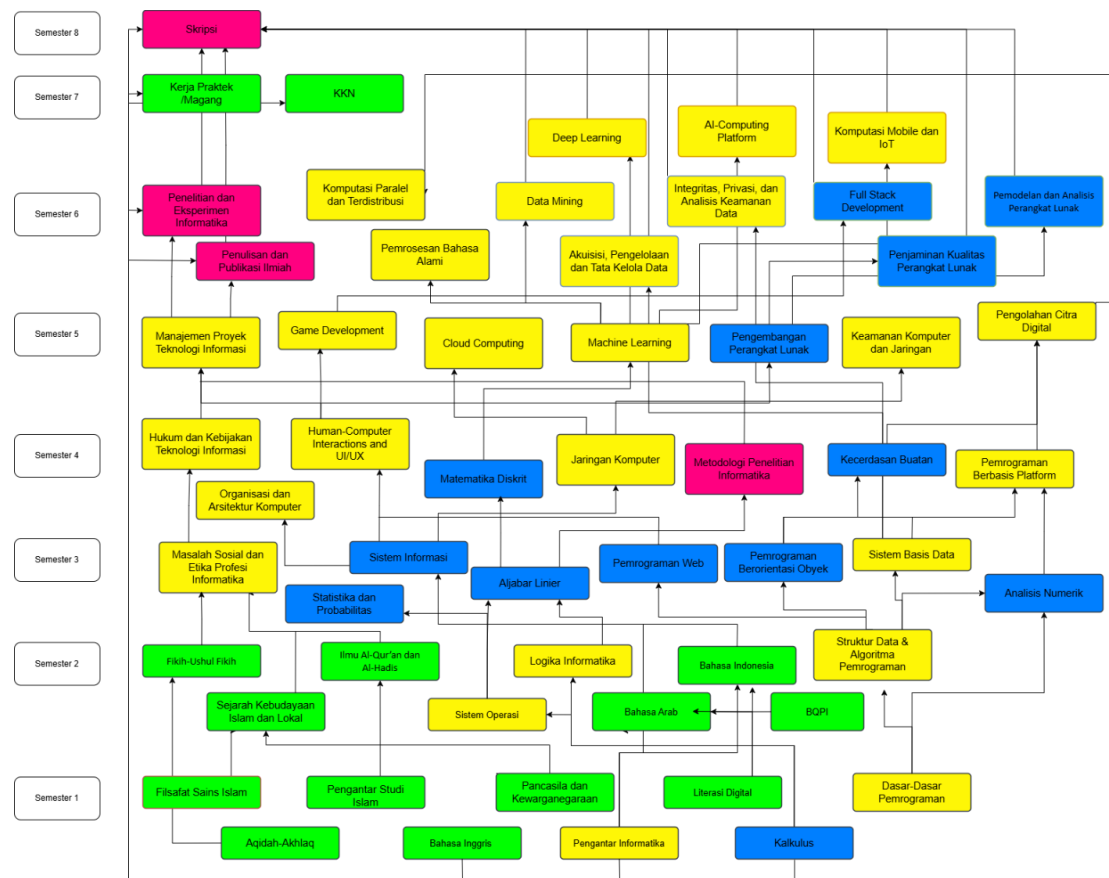 Semester 8
Skripsi
Semester 7
Kerja Praktek
/Magang
KKN
Deep Learning
AI-Computing
Platform
Komputasi Mobile dan
IoT
Semester 6
Penelitian dan
Eksperimen
Informatika
Komputasi Paralel
dan Terdistribusi
Data Mining
Integritas, Privasi, dan
Analisis Keamanan
Data
Full Stack
Development
Pemodelan dan Analisis
Perangkat Lunak
Penulisan dan
Publikasi Ilmiah
Pemrosesan Bahasa
Alami
Akuisisi, Pengelolaan
dan Tata Kelola Data
Penjaminan Kualitas
Perangkat Lunak
Semester 5
Manajemen Proyek
Teknologi Informasi
Game Development
Cloud Computing
Machine Learning
Pengembangan
Perangkat Lunak
Keamanan Komputer
dan Jaringan
Pengolahan Citra
Digital
Semester 4
Hukum dan Kebijakan
Teknologi Informasi
Human-Computer
Interactions and
UI/UX
Matematika Diskrit
Jaringan Komputer
Metodologi Penelitian
Informatika
Kecerdasan Buatan
Pemrograman
Berbasis Platform
Organisasi dan
Arsitektur Komputer
Semester 3
Masalah Sosial dan
Etika Profesi
Informatika
Sistem Informasi
Aljabar Linier
Pemrograman Web
Pemrograman
Berorientasi Obyek
Sistem Basis Data
Analisis Numerik
Statistika dan
Probabilitas
Semester 2
Fikih-Ushul Fikih
Ilmu Al-Qur'an dan
Al-Hadis
Logika Informatika
Bahasa Indonesia
Struktur Data &
Algoritma
Pemrograman
Sejarah Kebudayaan
Islam dan Lokal
Sistem Operasi
Bahasa Arab
BQPI
Semester 1
Filsafat Sains Islam
Pengantar Studi
Islam
Pancasila dan
Kewarganegaraan
Literasi Digital
Dasar-Dasar
Pemrograman
Aqidah-Akhlaq
Bahasa Inggris
Pengantar Informatika
Kalkulus